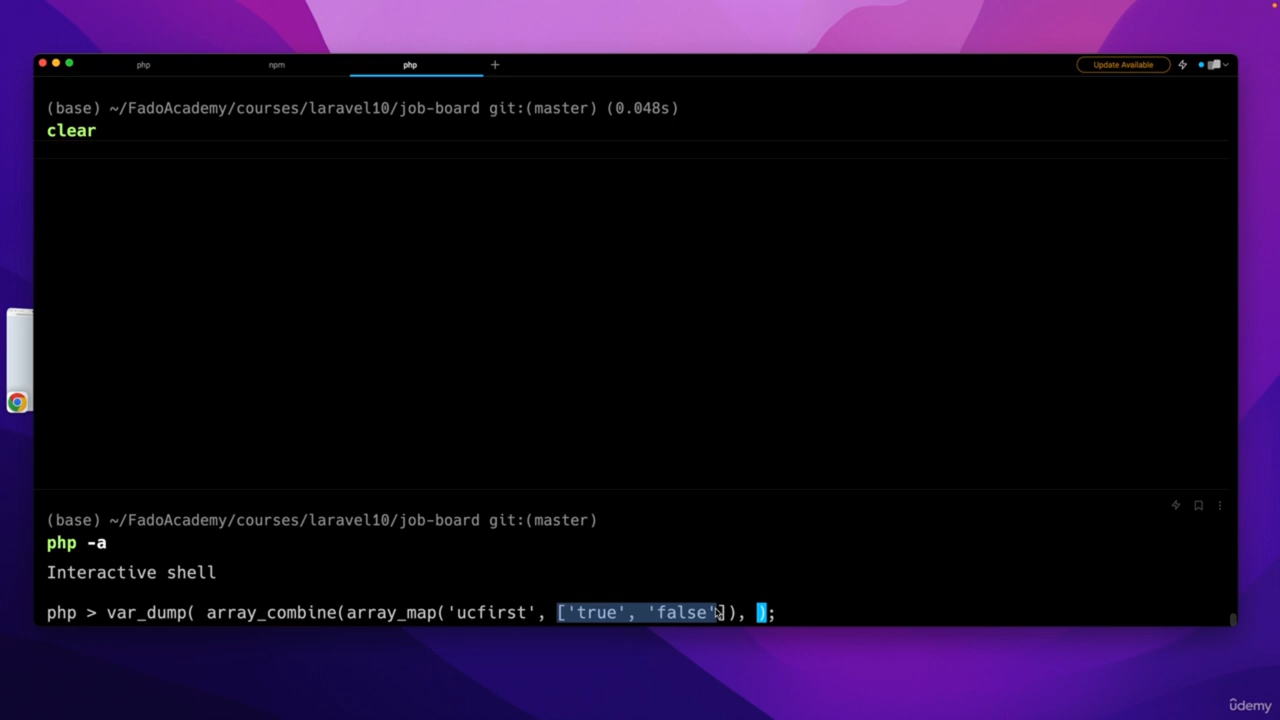 php npm php + Update Available
(base) ~/FadoAcademy/courses/laravel10/job-board git:(master) (0.048s)
clear
(base) ~/FadoAcademy/courses/laravel10/job-board git:(master)
php -a
Interactive shell
php > var_dump( array_combine(array_map('ucfirst', ['true', 'false']), );
ûdemy